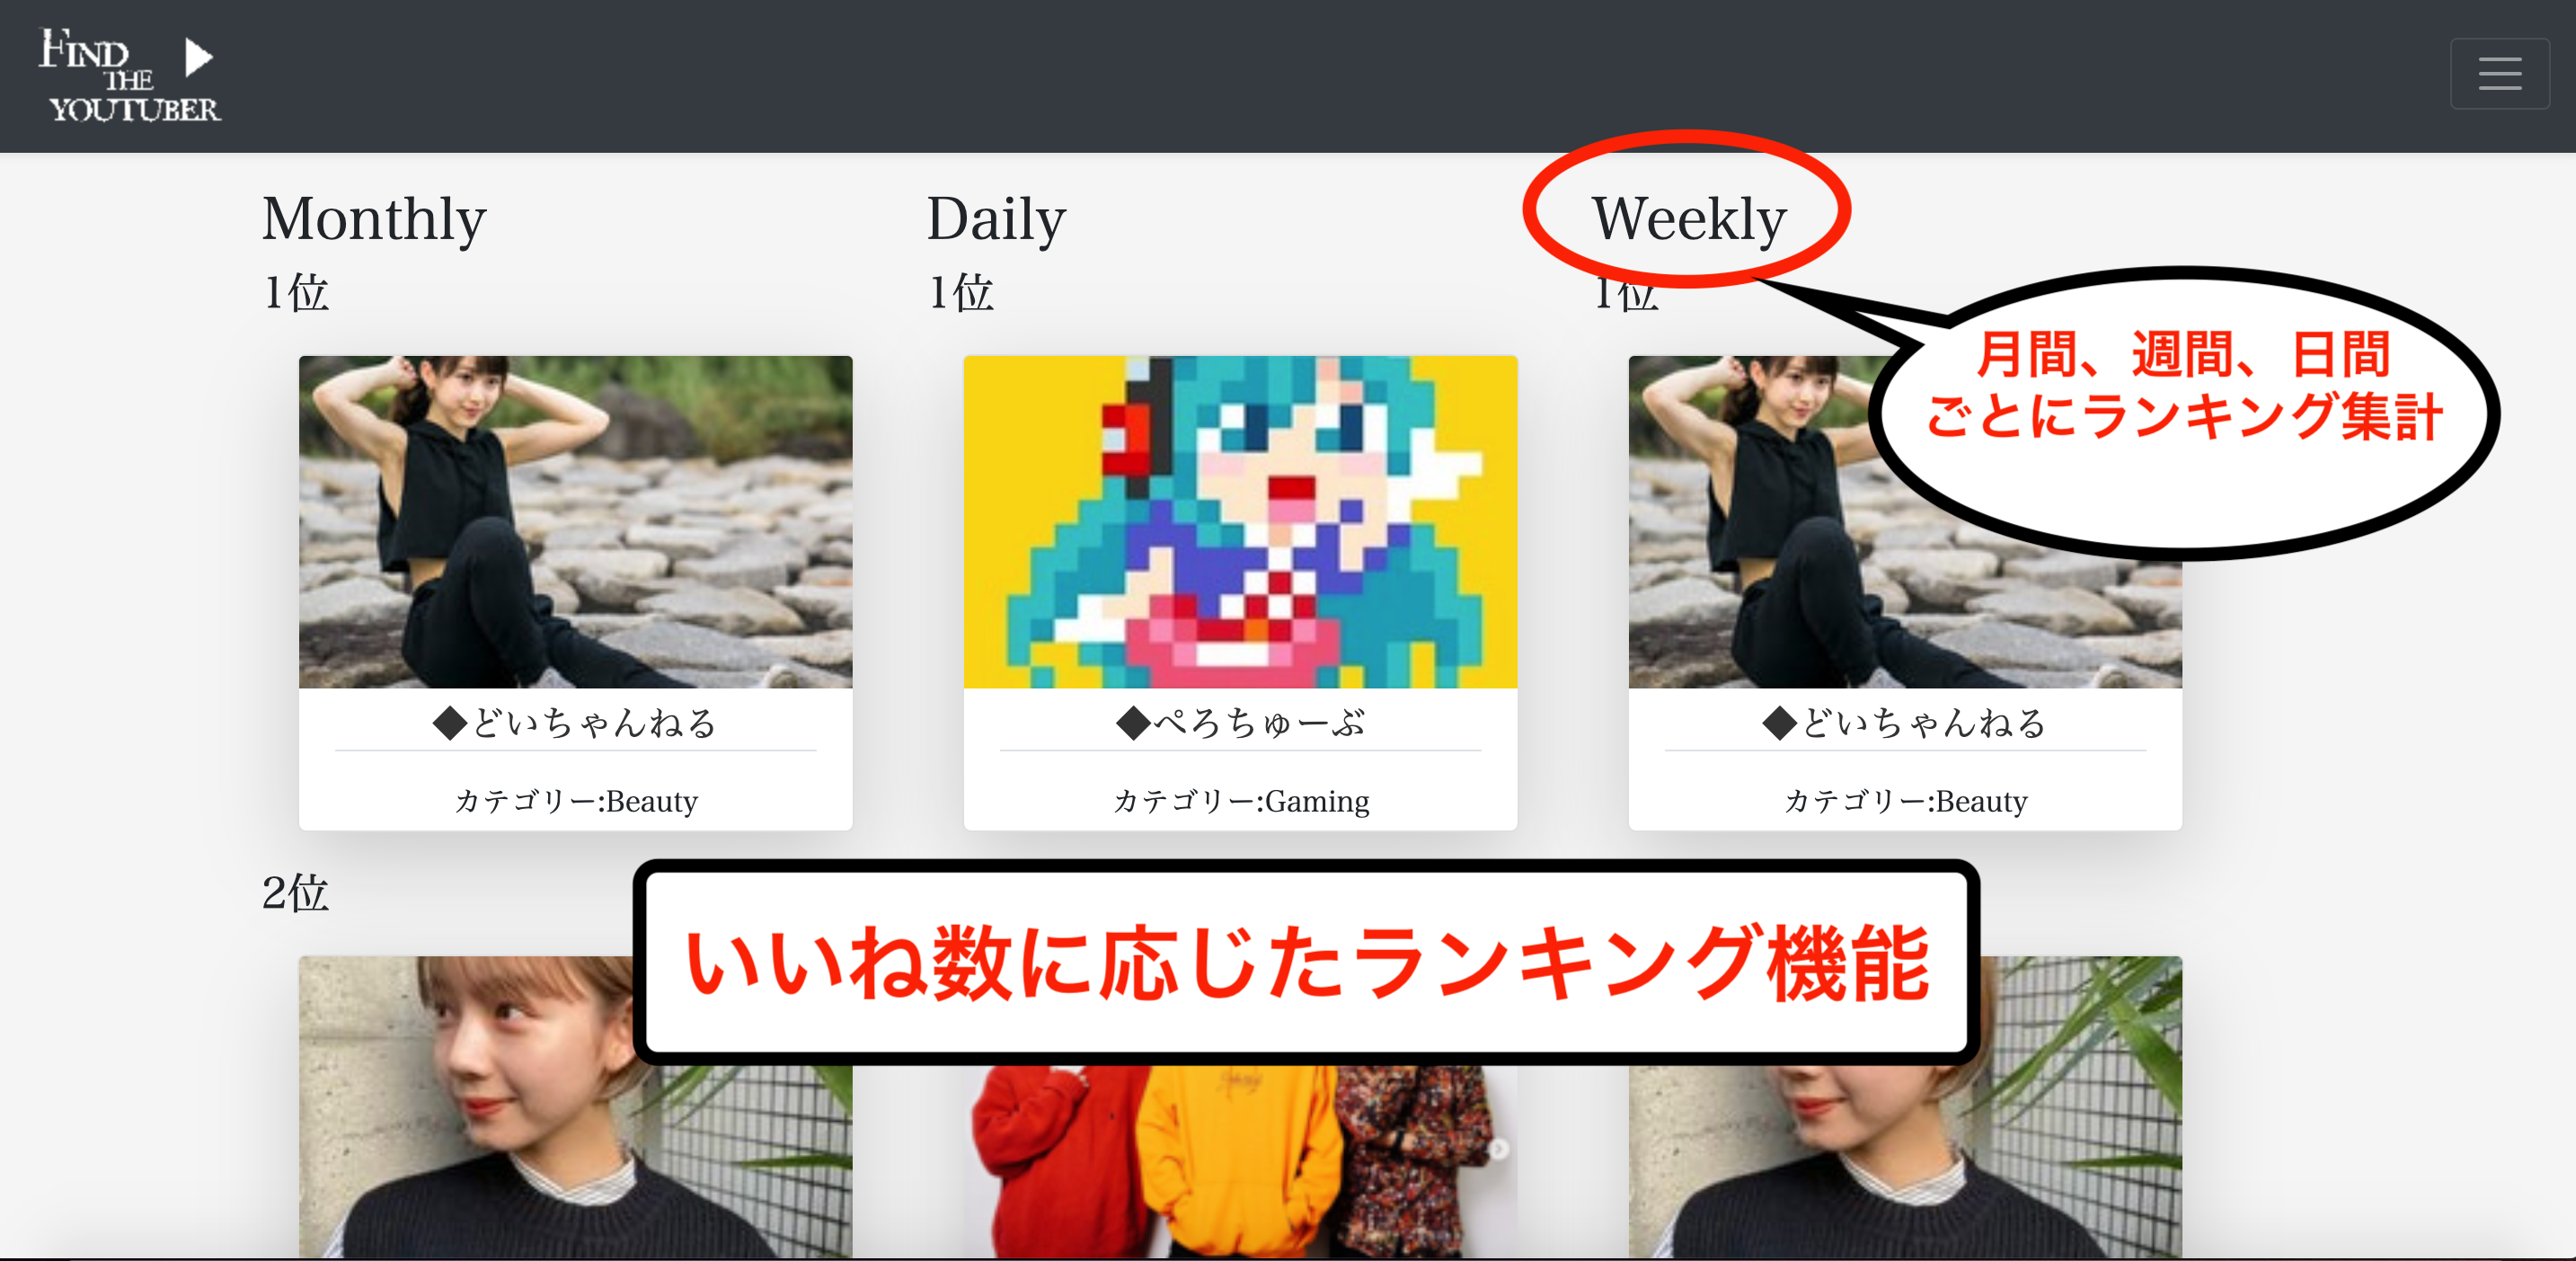 FIND
THE
YOUTUBER
Monthly
Daily
Weekly
1位
1位
1位
月間、週間、日間
ごとにランキング集計
◆どいちゃんねる
◆ぺろちゅーぶ
◆どいちゃんねる
カテゴリー:Beauty
カテゴリー:Gaming
カテゴリー:Beauty
2位
いいね数に応じたランキング機能